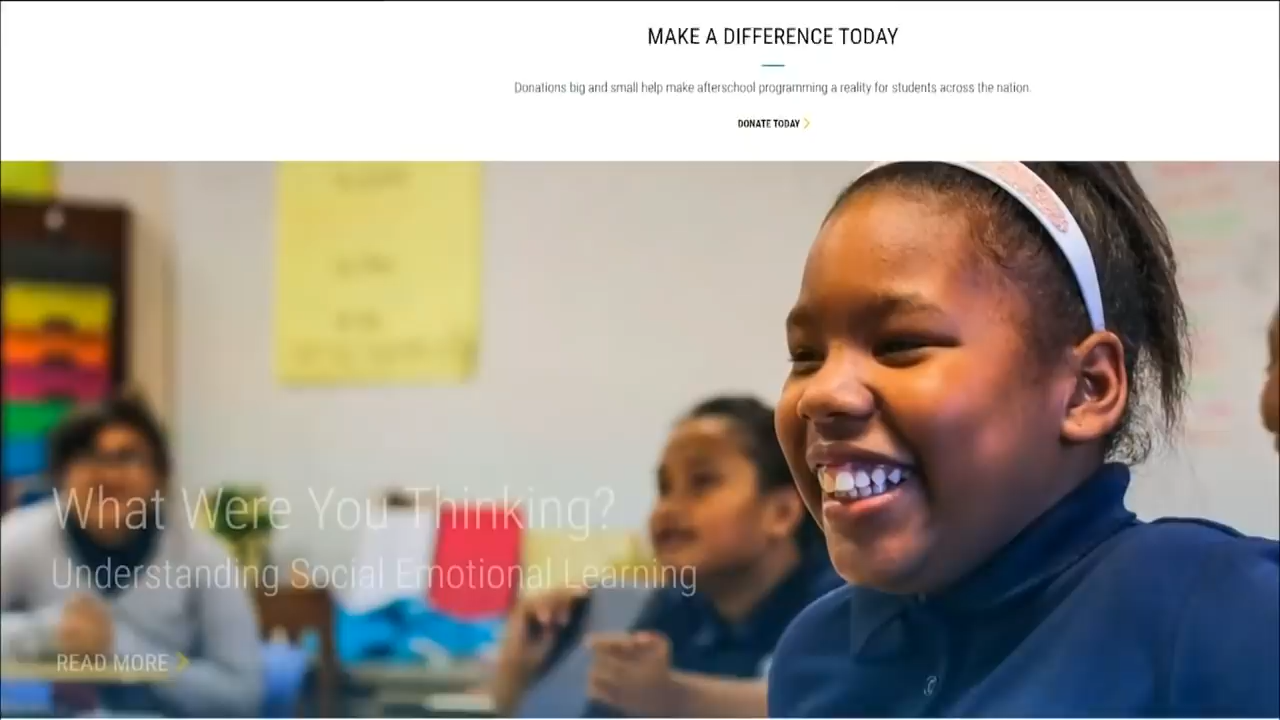 MAKE A DIFFERENCE TODAY
Donations big and small help make afterschool programming a reality for students across the nation.
DONATE TODAY
What Were You Thinking?
Understanding Social Emotional Learning
READ MORE